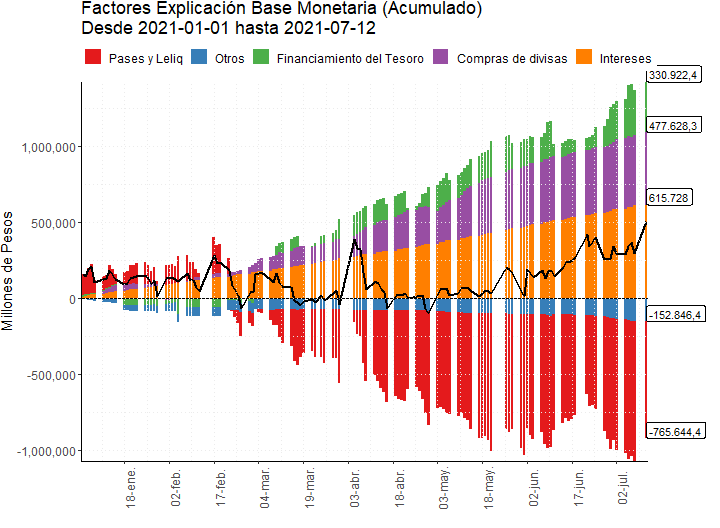 Factores Explicación Base Monetaria (Acumulado)
Desde 2021-01-01 hasta 2021-07-12
Pases y Leliq
Otros
Financiamiento del Tesoro
Compras de divisas
Intereses
330.922,4
477.628,3
615.728
-152.846,4
-765.644,4
Millones de Pesos
1,000,000
500,000
0
-500,000
-1,000,000
18-ene.
02-feb.
17-feb.
04-mar.
19-mar.
03-abr.
18-abr.
03-may.
18-may.
02-jun.
17-jun.
02-jul.